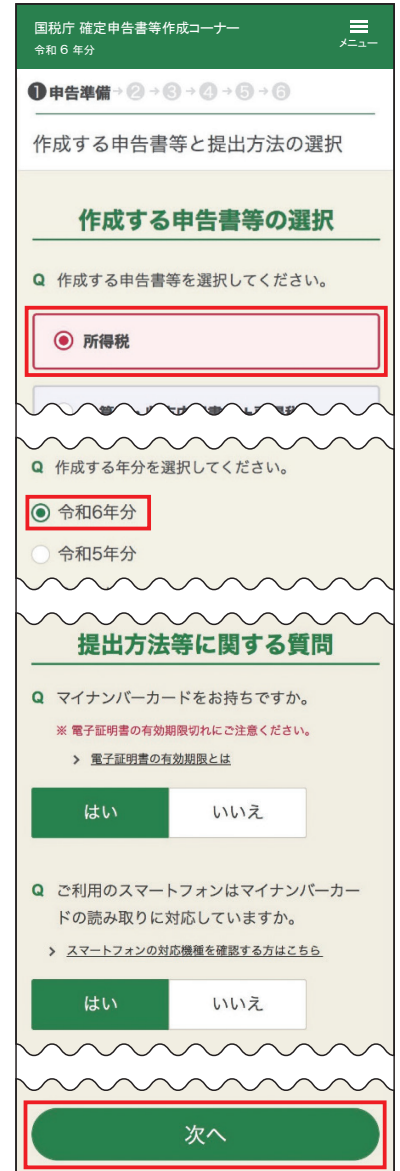 国税庁 確定申告書等作成コーナー
令和 6 年分
メニュー
❶申告準備→②→③→④→⑤→⑥
作成する申告書等と提出方法の選択
作成する申告書等の選択
Q 作成する申告書等を選択してください。
所得税
Q 作成する年分を選択してください。
令和6年分
令和5年分
提出方法等に関する質問
Q マイナンバーカードをお持ちですか。
※ 電子証明書の有効期限切れにご注意ください。
> 電子証明書の有効期限とは
はい いいえ
Q ご利用のスマートフォンはマイナンバーカー
ドの読み取りに対応していますか。
> スマートフォンの対応機種を確認する方はこちら
はい いいえ
次へ